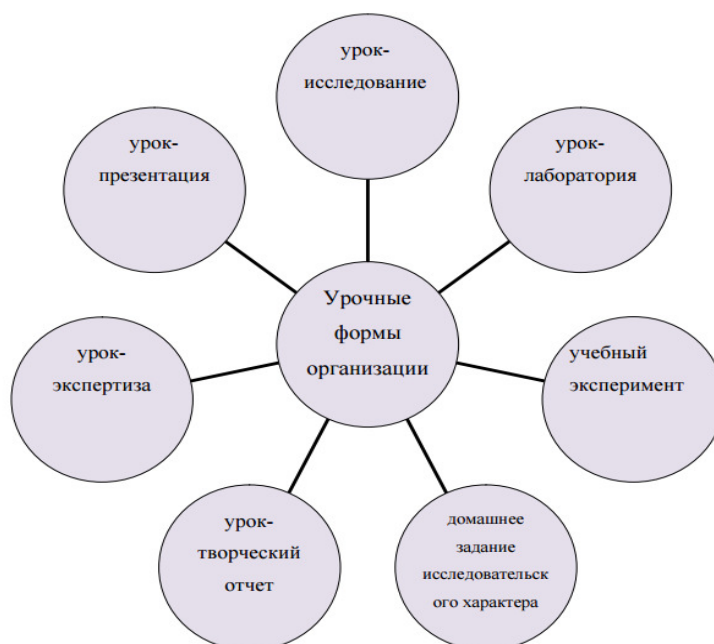 урок-
исследование
урок-
презентация
урок-
лаборатория
Урочные
формы
организации
урок-
экспертиза
учебный
эксперимент
урок-
творческий
отчет
домашнее
задание
исследовательск
ого характера